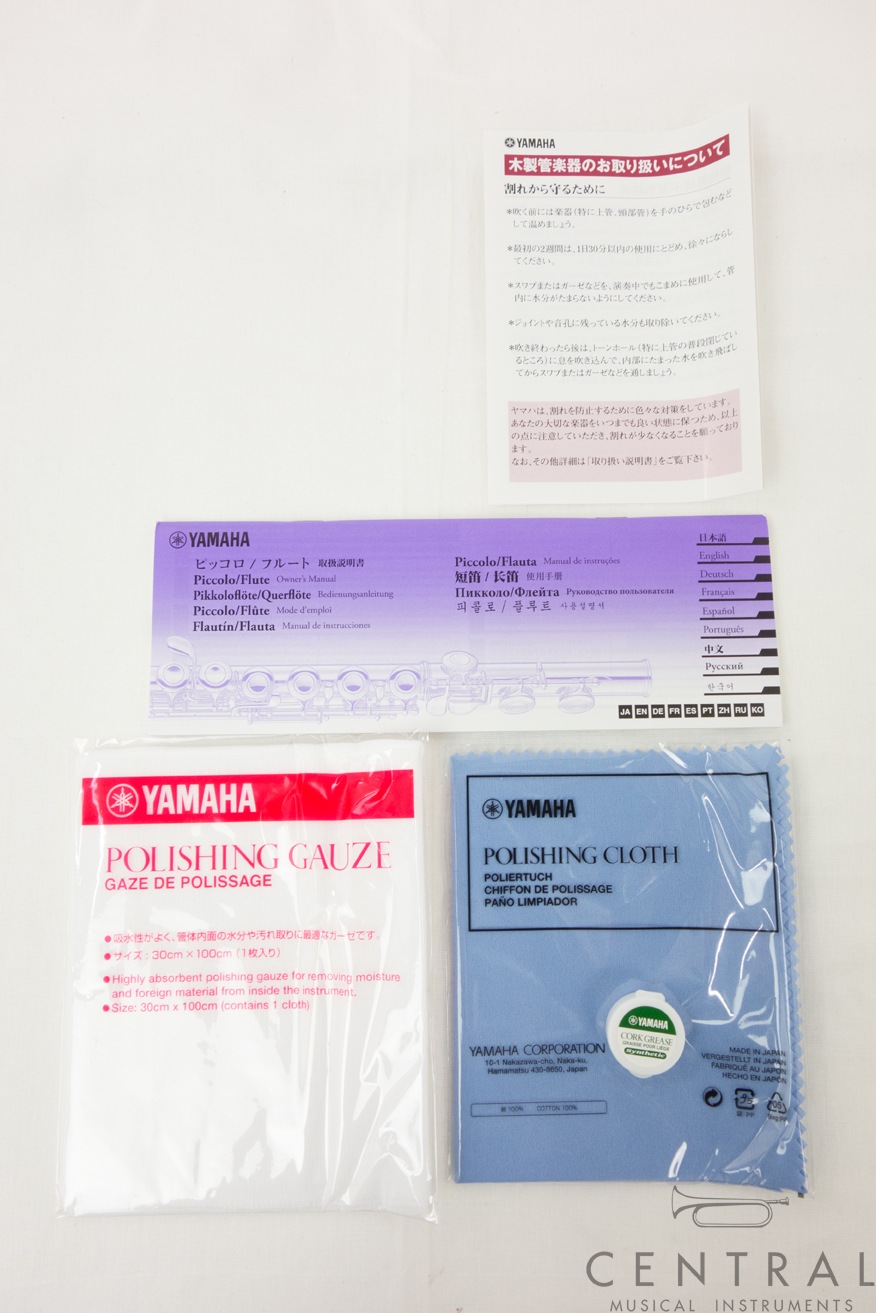 YAMAHA
木製管楽器のお取り扱いについて
割れから守るために
*吹く前には楽器(特に上管、頭部管)を手のひらで包むなど
して温めましょう。
*最初の2週間は、1日30分以内の使用にとどめ、徐々にならし
てください。
*スワブまたはガーゼなどを、演奏中でもこまめに使用して、管
内に水分がたまらないようにしてください。
*ジョイントや音孔に残っている水分も取り除いてください。
*吹き終わったら後は、トーンホール(特に上管の普段閉じてい
るところ)に息を吹き込んで、内部にたまった水を吹き飛ばし
てからスワブまたはガーゼなどを通しましょう。
ヤマハは、割れを防止するために色々な対策をしています。
あなたの大切な楽器をいつまでも良い状態に保つため、以上
の点に注意していただき、割れが少なくなることを願っており
ます。
なお、その他詳細は「取り扱い説明書」をご覧下さい。
YAMAHA
ピッコロ / フルート 取扱説明書
Piccolo/Flute Owner's Manual
Pikkoloflöte/Querflöte Bedienungsanleitung
Piccolo/Flûte Mode d'emploi
Flautín/Flauta Manual de instrucciones
Piccolo/Flauta Manual de instruções
短笛 / 长笛 使用手册
Пикколо/Флейта Руководство пользователя
피콜로 / 플루트 사용설명서
日本語
English
Deutsch
Français
Español
Português
中文
Русский
한국어
JA EN DE FR ES PT ZH RU KO
YAMAHA
POLISHING GAUZE
GAZE DE POLISSAGE
●吸水性がよく、管体内面の水分や汚れ取りに最適なガーゼです。
●サイズ:30cm×100cm(1枚入り)
●Highly absorbent polishing gauze for removing moisture
and foreign material from inside the instrument.
●Size: 30cm x 100cm (contains 1 cloth)
YAMAHA
POLISHING CLOTH
POLIERTUCH
CHIFFON DE POLISSAGE
PAÑO LIMPIADOR
YAMAHA
CORK GREASE
GRAISSE POUR LIÈGE
Synthetic
YAMAHA CORPORATION
10-1 Nakazawa-cho, Naka-ku,
Hamamatsu 430-8650, Japan
綿 100% COTTON 100%
MADE IN JAPAN
VERGESTELLT IN JAPAN
FABRIQUÉ AU JAPON
HECHO EN JAPÓN
袋:PP
05
Bag:PP
CENTRAL
MUSICAL INSTRUMENTS